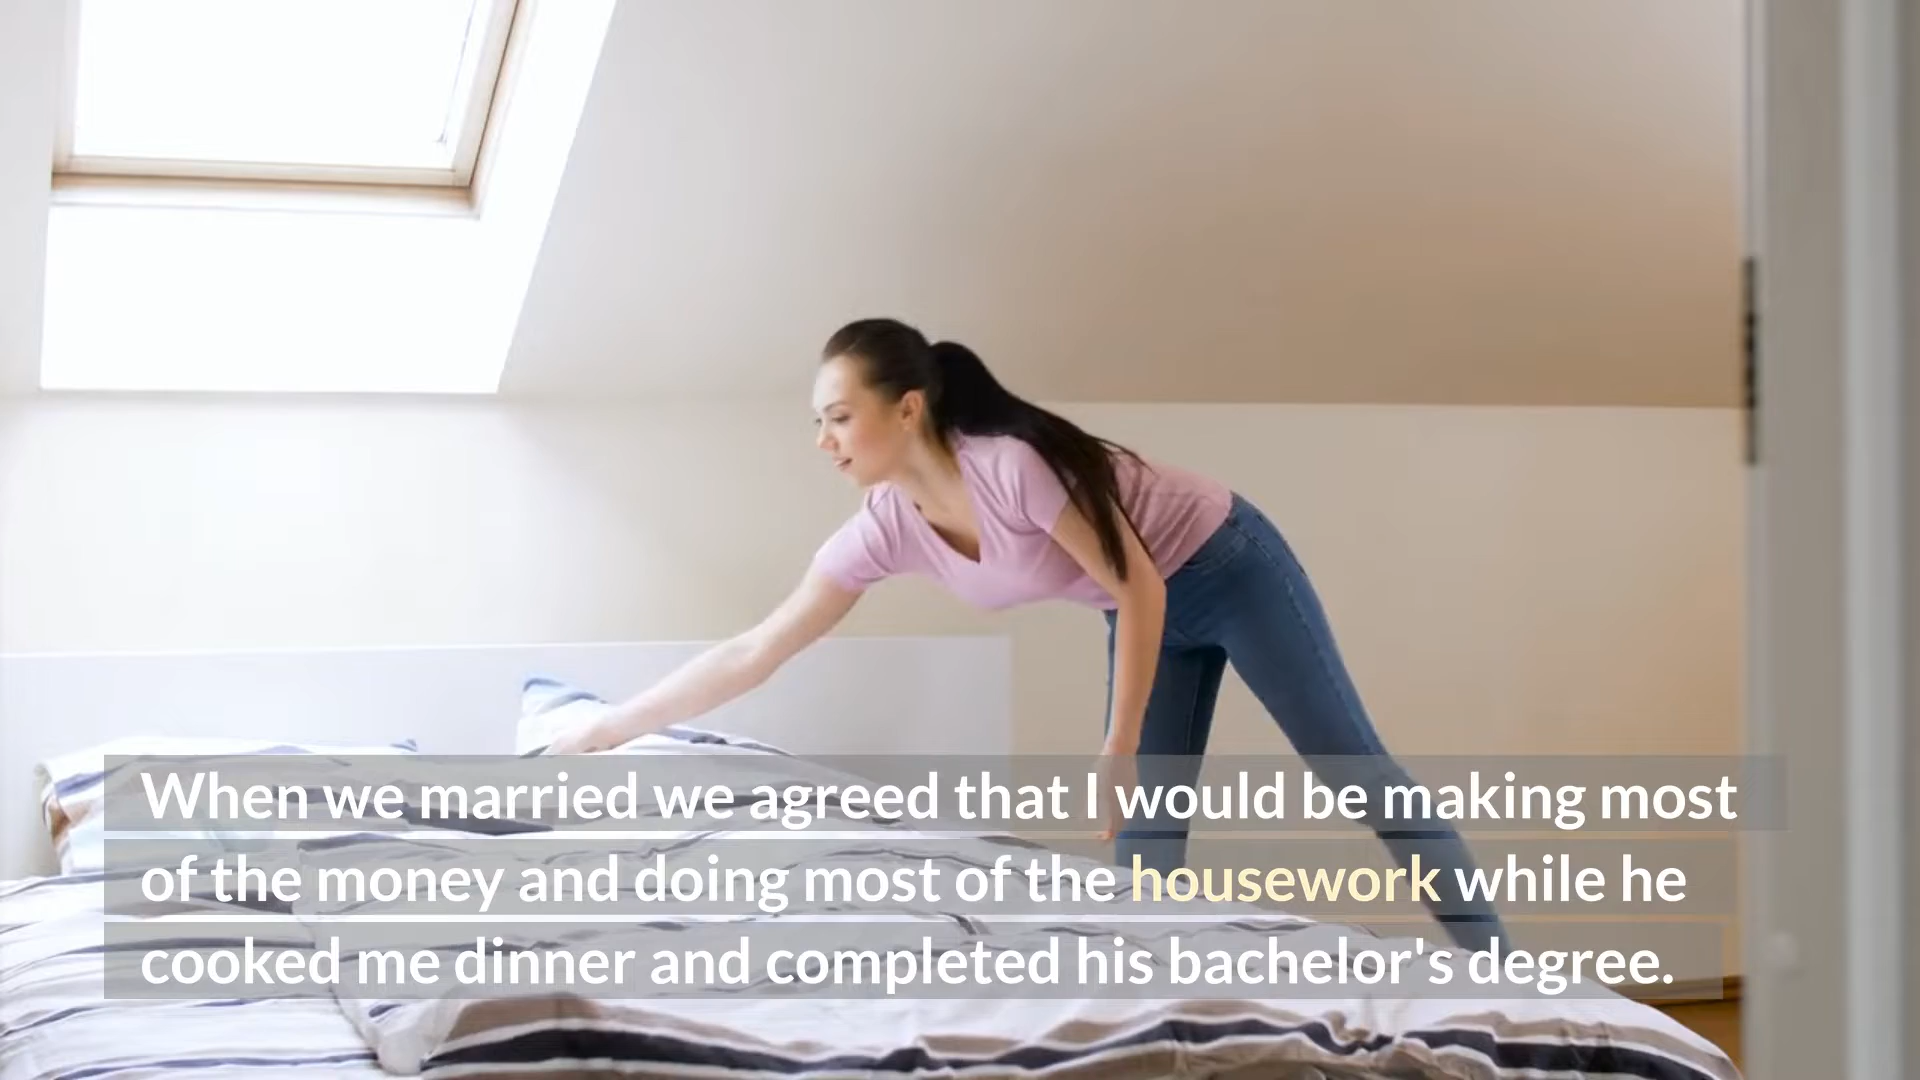 When we married we agreed that I would be making most
of the money and doing most of the housework while he
cooked me dinner and completed his bachelor's degree.